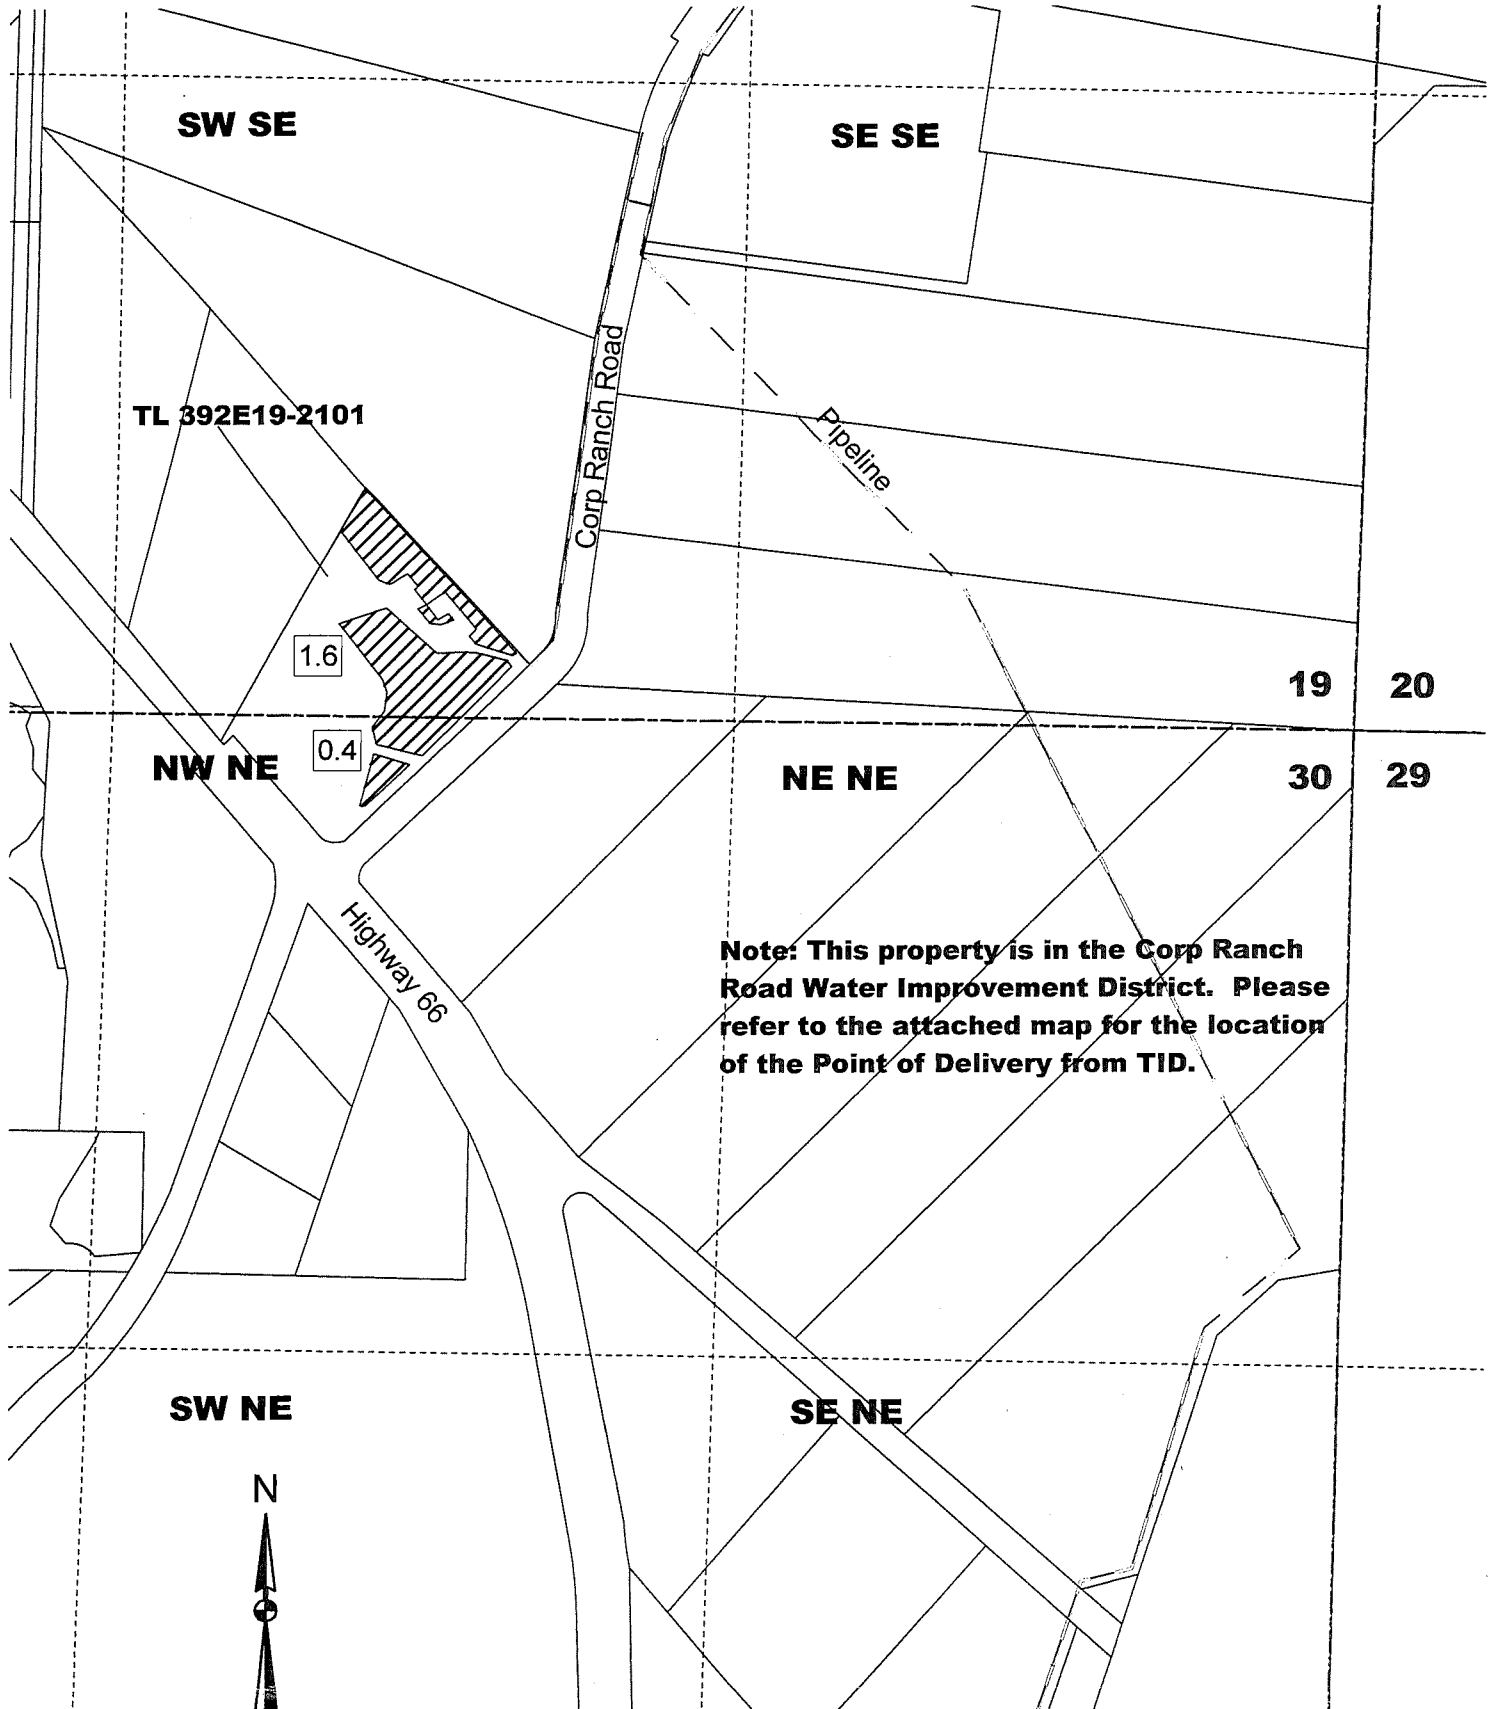 SW SE
SE SE
Corp Ranch Road
TL 392E19-2101
Pipeline
1.6
19
20
0.4
NW NE
NE NE
30
29
Highway 66
Note: This property is in the Corp Ranch
Road Water Improvement District. Please
refer to the attached map for the location
of the Point of Delivery from TID.
SW NE
SE NE
N